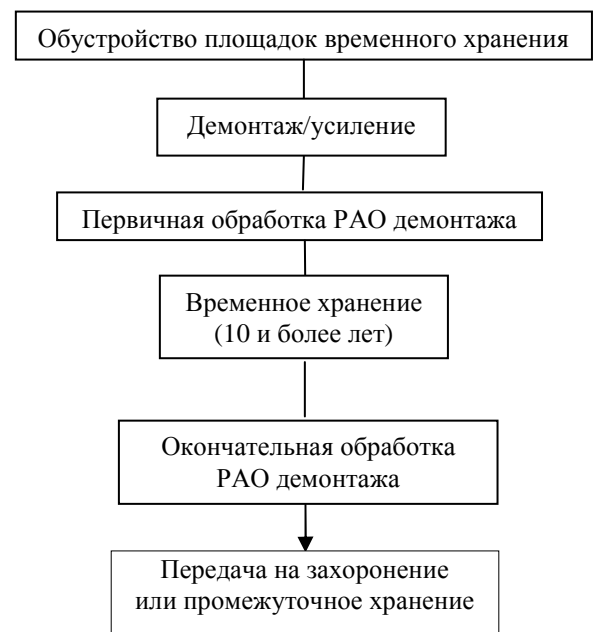 Обустройство площадок временного хранения
Демонтаж/усиление
Первичная обработка РАО демонтажа
Временное хранение
(10 и более лет)
Окончательная обработка
РАО демонтажа
Передача на захоронение
или промежуточное хранение